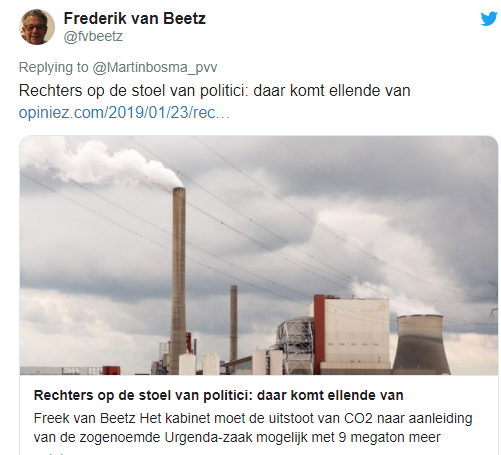 Frederik van Beetz
@fvbeetz
Replying to @Martinbosma_pvv
Rechters op de stoel van politici: daar komt ellende van
opiniez.com/2019/01/23/rec…
Rechters op de stoel van politici: daar komt ellende van
Freek van Beetz Het kabinet moet de uitstoot van CO2 naar aanleiding
van de zogenoemde Urgenda-zaak mogelijk met 9 megaton meer